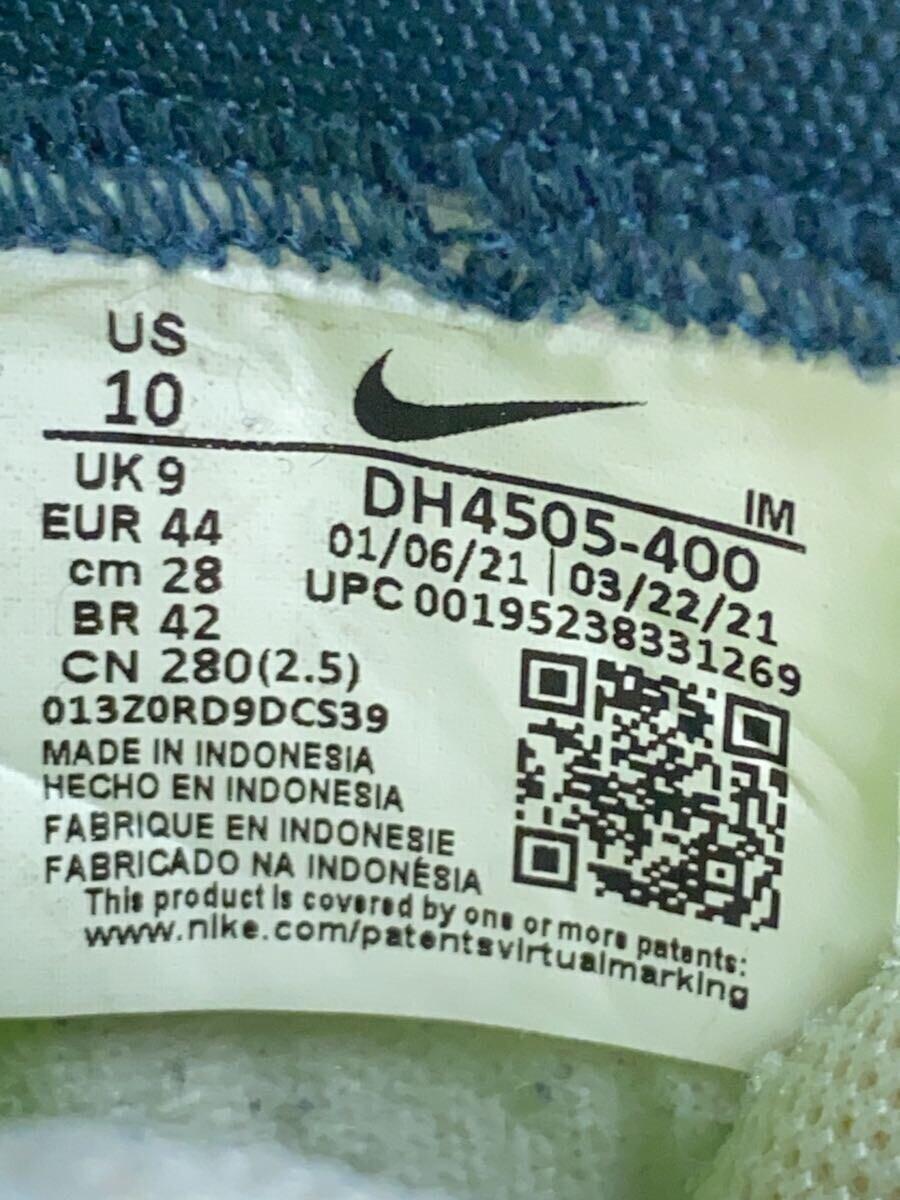 US
10
UK 9
EUR 44
cm 28
BR 42
CN 280(2.5)
013Z0RD9DCS39
MADE IN INDONESIA
HECHO EN INDONESIA
FABRIQUE EN INDONESIE
FABRICADO NA INDONÉSIA
IM
DH4505-400
01/06/21 | 03/22/21
UPC 00195238331269
This product is covered by one or more patents:
www.nike.com/patentsvirtualmarking